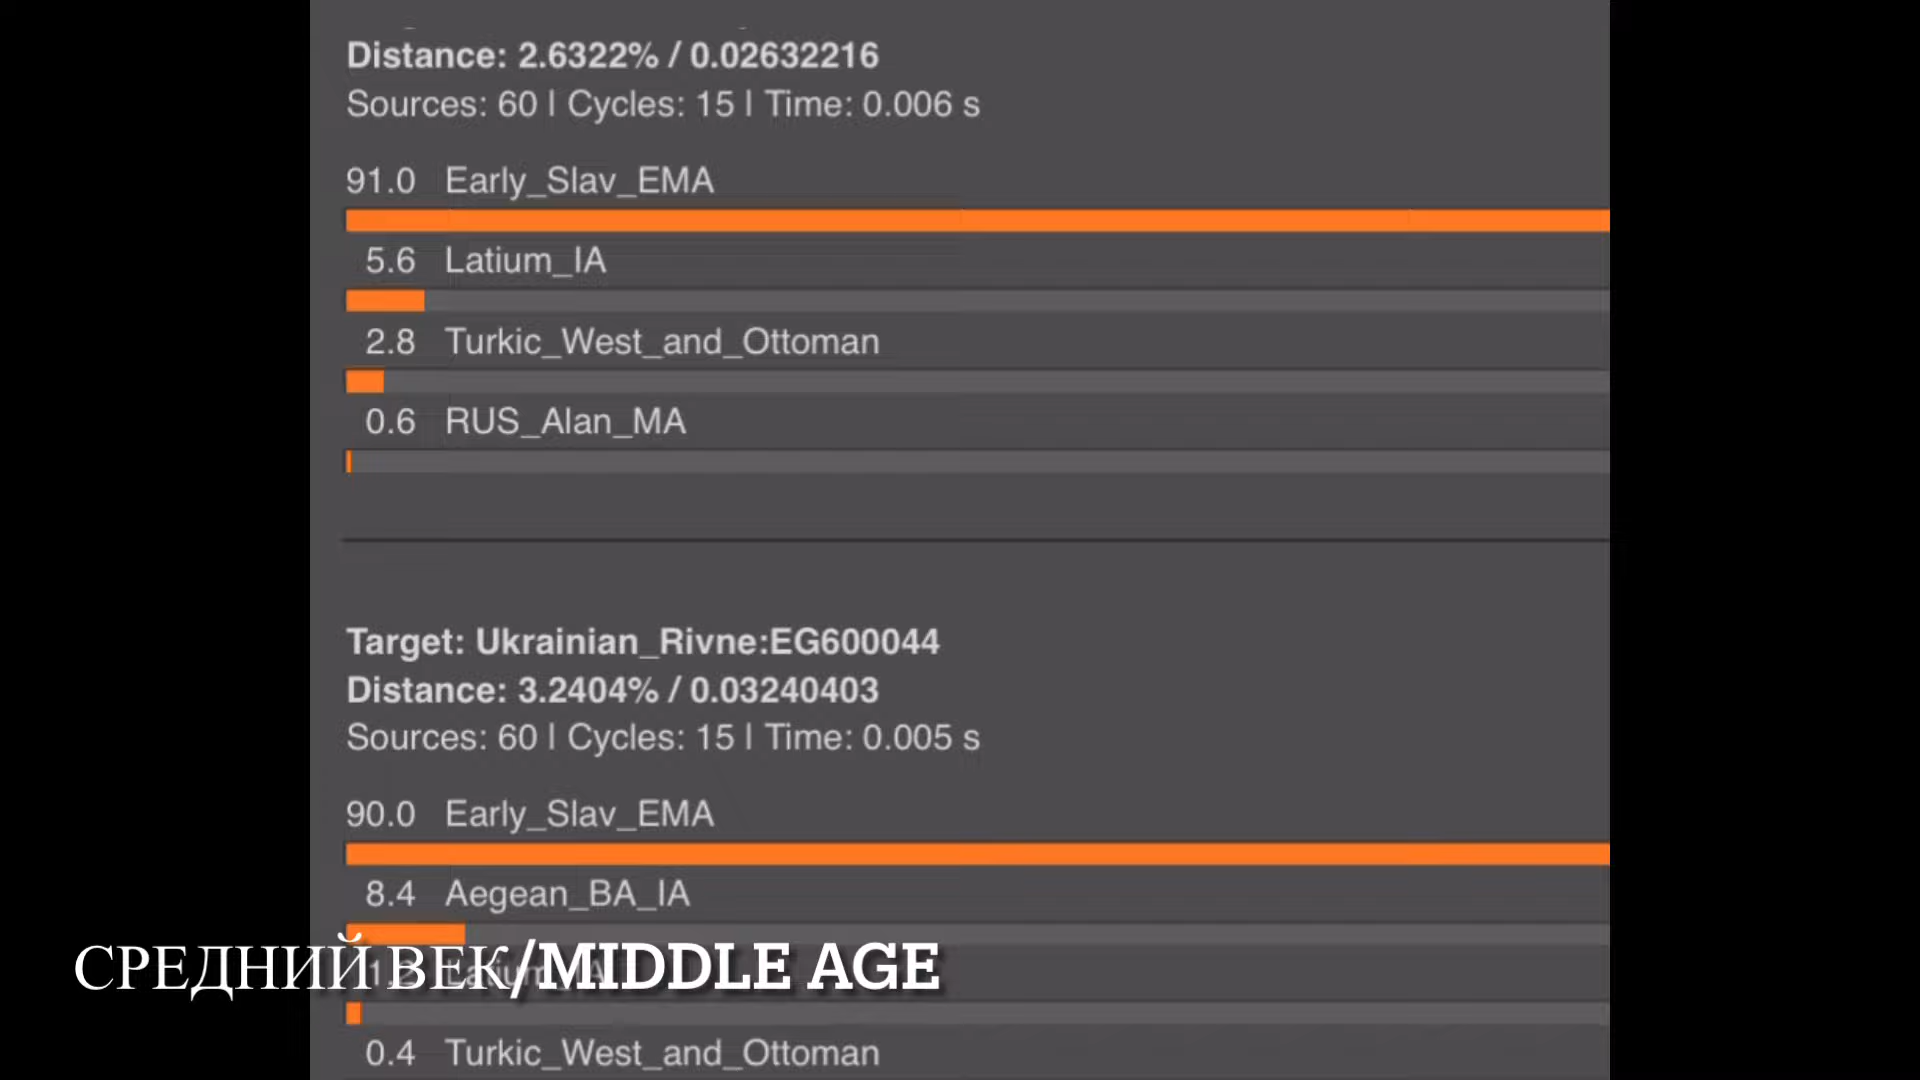 Distance: 2.6322% / 0.02632216
Sources: 60 | Cycles: 15 | Time: 0.006 s
91.0 Early_Slav_EMA
5.6 Latium_IA
2.8 Turkic_West_and_Ottoman
0.6 RUS_Alan_MA
Target: Ukrainian_Rivne:EG600044
Distance: 3.2404% / 0.03240403
Sources: 60 | Cycles: 15 | Time: 0.005 s
90.0 Early_Slav_EMA
8.4 Aegean_BA_IA
Latium_IA
СРЕДНИЙ ВЕК/MIDDLE AGE
0.4 Turkic_West_and_Ottoman